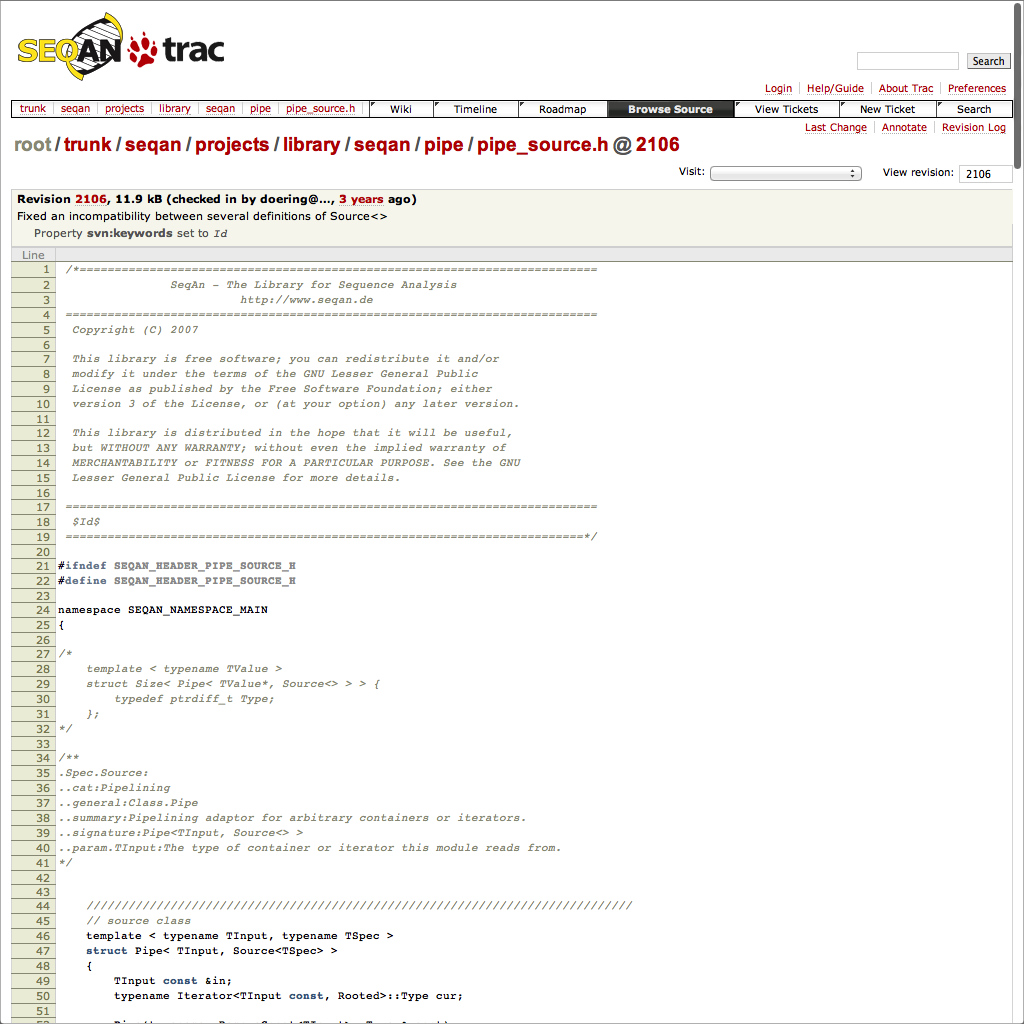 SEQAN trac
Search
Login Help/Guide About Trac Preferences
trunk seqan projects library seqan pipe pipe_source.h Wiki Timeline Roadmap Browse Source View Tickets New Ticket Search
Last Change Annotate Revision Log
root / trunk / seqan / projects / library / seqan / pipe / pipe_source.h @ 2106
Visit: View revision: 2106
Revision 2106, 11.9 kB (checked in by doering@…, 3 years ago)
Fixed an incompatibility between several definitions of Source<>
Property svn:keywords set to Id
Line
1 /*==========================================================================
2 SeqAn - The Library for Sequence Analysis
3 http://www.seqan.de
4 ============================================================================
5 Copyright (C) 2007
6
7 This library is free software; you can redistribute it and/or
8 modify it under the terms of the GNU Lesser General Public
9 License as published by the Free Software Foundation; either
10 version 3 of the License, or (at your option) any later version.
11
12 This library is distributed in the hope that it will be useful,
13 but WITHOUT ANY WARRANTY; without even the implied warranty of
14 MERCHANTABILITY or FITNESS FOR A PARTICULAR PURPOSE. See the GNU
15 Lesser General Public License for more details.
16
17 ============================================================================
18 $Id$
19 ==========================================================================*/
20
21 #ifndef SEQAN_HEADER_PIPE_SOURCE_H
22 #define SEQAN_HEADER_PIPE_SOURCE_H
23
24 namespace SEQAN_NAMESPACE_MAIN
25 {
26
27 /*
28 template < typename TValue >
29 struct Size< Pipe< TValue*, Source<> > > {
30 typedef ptrdiff_t Type;
31 };
32 */
33
34 /**
35 .Spec.Source:
36 ..cat:Pipelining
37 ..general:Class.Pipe
38 ..summary:Pipelining adaptor for arbitrary containers or iterators.
39 ..signature:Pipe<TInput, Source<> >
40 ..param.TInput:The type of container or iterator this module reads from.
41 */
42
43
44 //////////////////////////////////////////////////////////////////////////////
45 // source class
46 template < typename TInput, typename TSpec >
47 struct Pipe< TInput, Source<TSpec> >
48 {
49 TInput const &in;
50 typename Iterator<TInput const, Rooted>::Type cur;
51